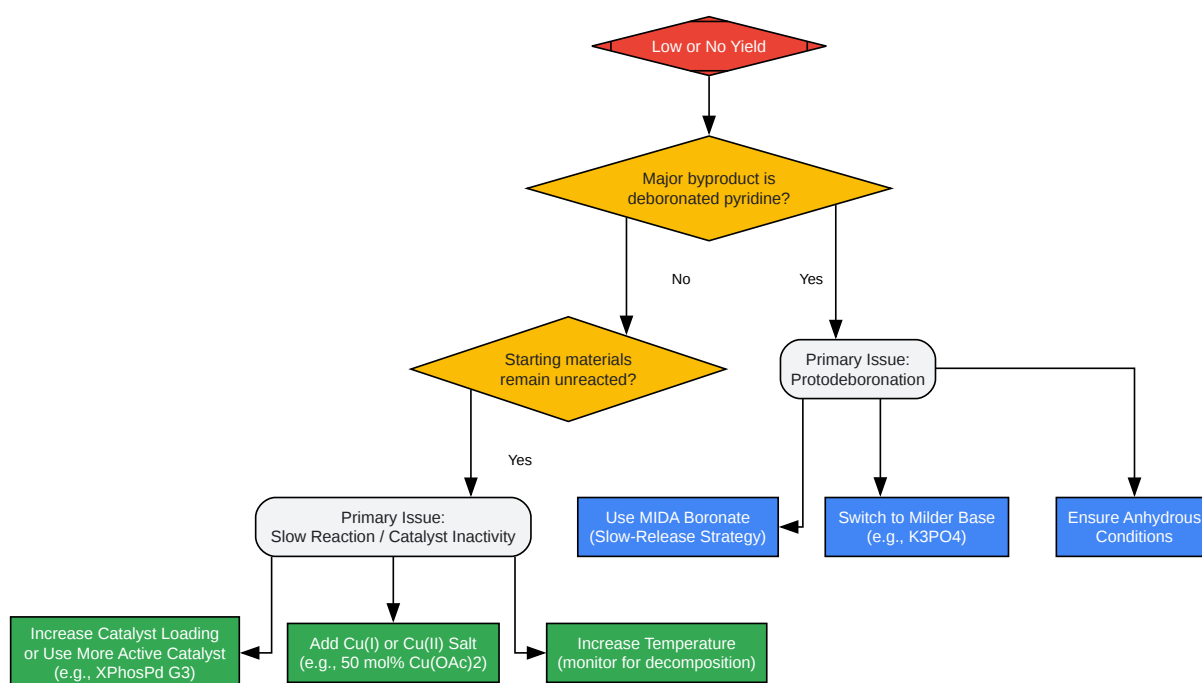 Low or No Yield
Major byproduct is
deboronated pyridine?
No
Yes
Starting materials
remain unreacted?
Primary Issue:
Protodeboronation
Yes
Primary Issue:
Slow Reaction / Catalyst Inactivity
Use MIDA Boronate
(Slow-Release Strategy)
Switch to Milder Base
(e.g., K3PO4)
Ensure Anhydrous
Conditions
Increase Catalyst Loading
or Use More Active Catalyst
(e.g., XPhosPd G3)
Add Cu(I) or Cu(II) Salt
(e.g., 50 mol% Cu(OAc)2)
Increase Temperature
(monitor for decomposition)